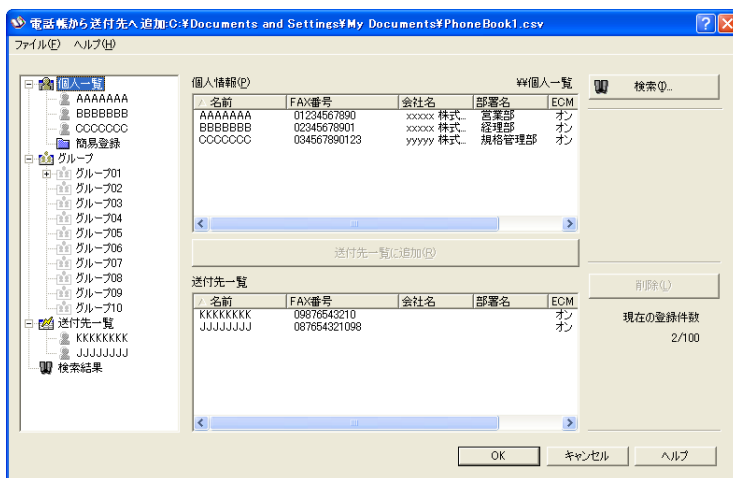 電話帳から送付先へ追加:C:¥Documents and Settings¥My Documents¥PhoneBook1.csv
ファイル(F) ヘルプ(H)
個人一覧
AAAAAAA
BBBBBBB
CCCCCCC
簡易登録
グループ
グループ01
グループ02
グループ03
グループ04
グループ05
グループ06
グループ07
グループ08
グループ09
グループ10
送付先一覧
KKKKKKKK
JJJJJJJJ
検索結果
個人情報(P) ¥¥個人一覧
名前 FAX番号 会社名 部署名 ECM
AAAAAAA 01234567890 xxxxx 株式... 営業部 オン
BBBBBBB 02345678901 xxxxx 株式... 経理部 オン
CCCCCCC 034567890123 yyyyy 株式... 規格管理部 オン
送付先一覧に追加(R)
送付先一覧
名前 FAX番号 会社名 部署名 ECM
KKKKKKKK 09876543210 オン
JJJJJJJJ 087654321098 オン
検索(I)...
削除(L)
現在の登録件数
2/100
OK キャンセル ヘルプ